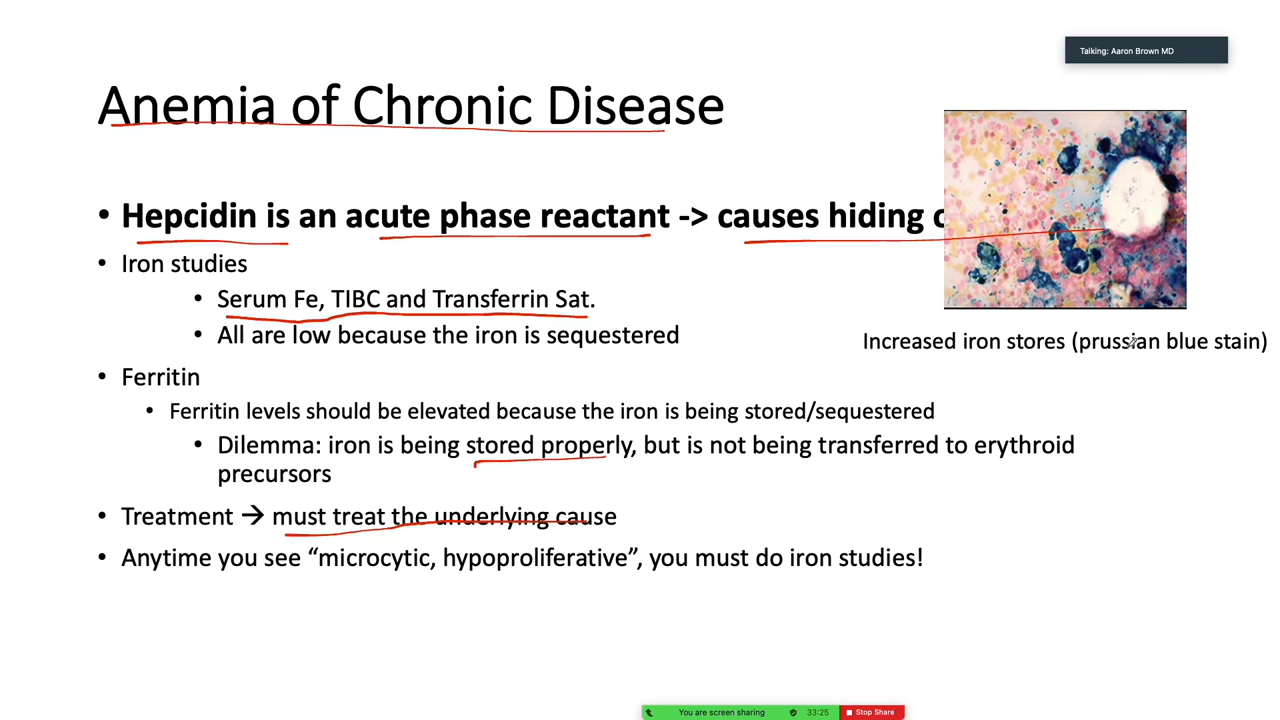 Talking: Aaron Brown MD
Anemia of Chronic Disease
• Hepcidin is an acute phase reactant -> causes hiding
• Iron studies
• Serum Fe, TIBC and Transferrin Sat.
• All are low because the iron is sequestered
Increased iron stores (prussian blue stain)
• Ferritin
• Ferritin levels should be elevated because the iron is being stored/sequestered
• Dilemma: iron is being stored properly, but is not being transferred to erythroid
precursors
• Treatment → must treat the underlying cause
• Anytime you see “microcytic, hypoproliferative”, you must do iron studies!
You are screen sharing 33:25 Stop Share